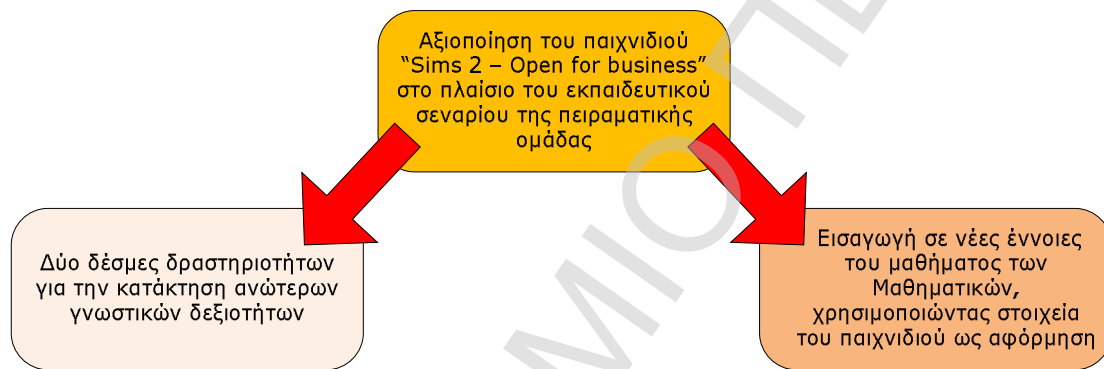 Αξιοποίηση του παιχνιδιού
“Sims 2 – Open for business”
στο πλαίσιο του εκπαιδευτικού
σεναρίου της πειραματικής
ομάδας
Δύο δέσμες δραστηριοτήτων
για την κατάκτηση ανώτερων
γνωστικών δεξιοτήτων
Εισαγωγή σε νέες έννοιες
του μαθήματος των
Μαθηματικών,
χρησιμοποιώντας στοιχεία
του παιχνιδιού ως αφόρμηση